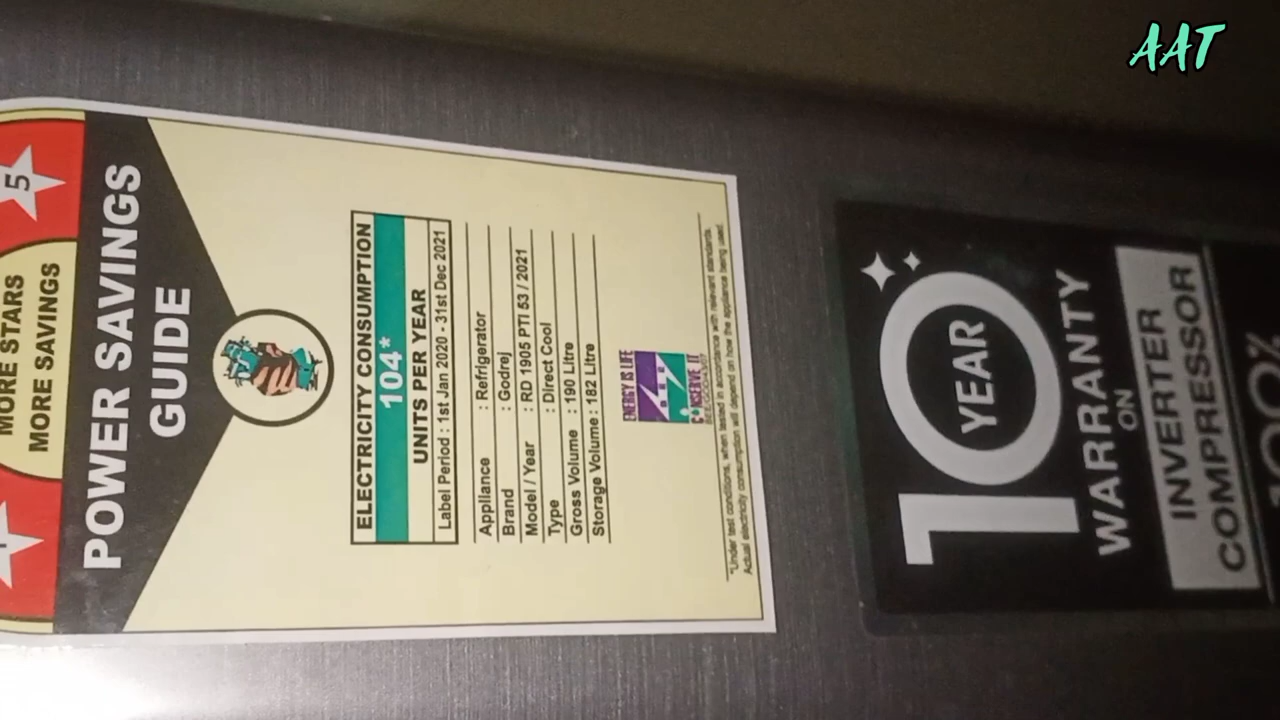 AAT
5
MORE STARS
MORE SAVINGS
POWER SAVINGS
GUIDE
ELECTRICITY CONSUMPTION
104*
UNITS PER YEAR
Label Period : 1st Jan 2020 - 31st Dec 2021
Appliance : Refrigerator
Brand : Godrej
Model / Year : RD 1905 PTI 53 / 2021
Type : Direct Cool
Gross Volume : 190 Litre
Storage Volume : 182 Litre
ENERGY IS LIFE
CONSERVE IT
*Under test conditions, when tested in accordance with relevant standards.
Actual electricity consumption will depend on how the appliance being used.
10
YEAR
WARRANTY
ON
INVERTER
COMPRESSOR